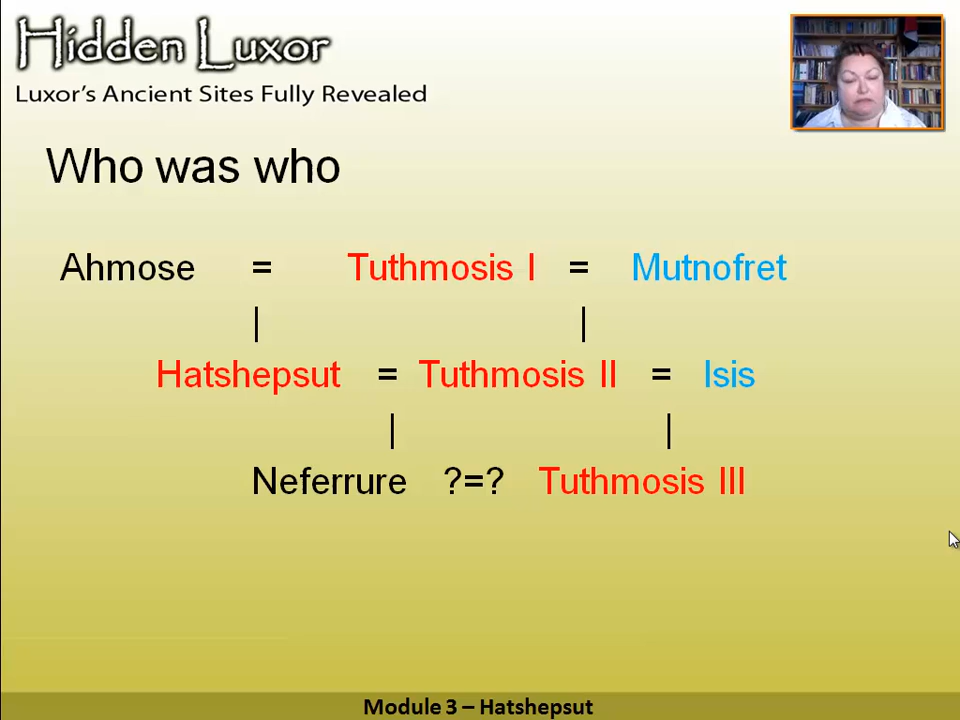 Hidden Luxor
Luxor's Ancient Sites Fully Revealed
Who was who
Ahmose = Tuthmosis I = Mutnofret
| |
Hatshepsut = Tuthmosis II = Isis
| |
Neferrure ?=? Tuthmosis III
Module 3 – Hatshepsut